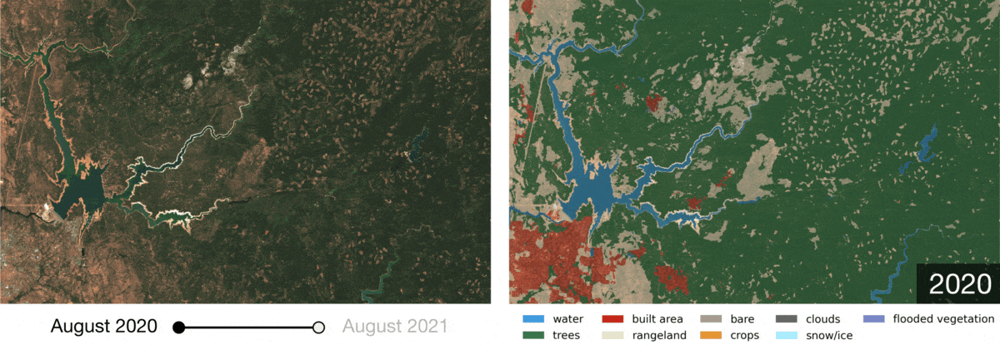 2020
August 2020 August 2021
water built area bare clouds flooded vegetation
trees rangeland crops snow/ice